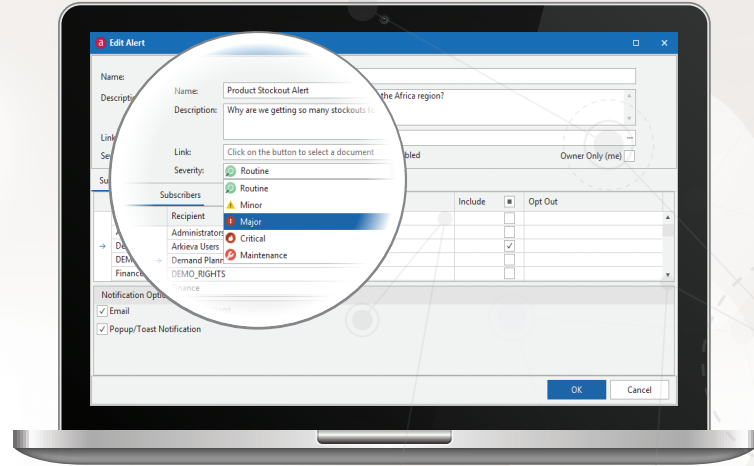 a Edit Alert
Name:
Name: Product Stockout Alert
Description: Why are we getting so many stockouts the Africa region?
Link: Click on the button to select a document
Severity: Routine
Owner Only (me)
Routine
Minor
Major
Critical
Maintenance
Subscribers
Recipient Include Opt Out
Administrators
Arkieva Users
Demand Plann
DEMO_RIGHTS
Finance
Finance
Notification Optio
Email
Popup/Toast Notification
OK Cancel